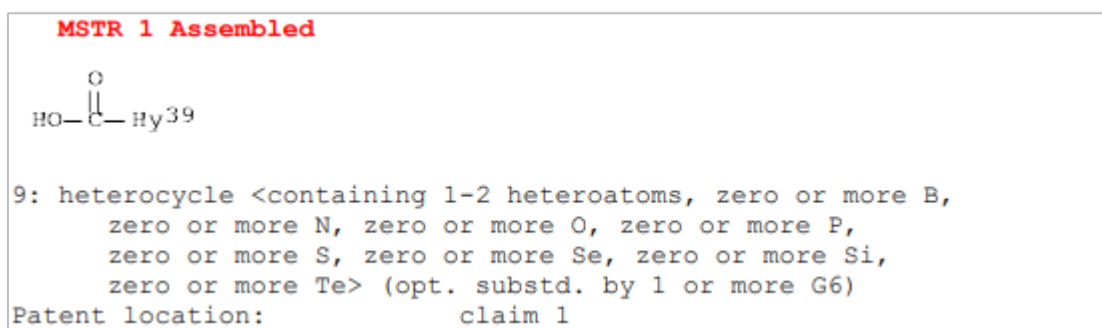 MSTR 1 Assembled
O
HO—C—Hy39
9: heterocycle <containing 1-2 heteroatoms, zero or more B,
zero or more N, zero or more O, zero or more P,
zero or more S, zero or more Se, zero or more Si,
zero or more Te> (opt. substd. by 1 or more G6)
Patent location: claim 1